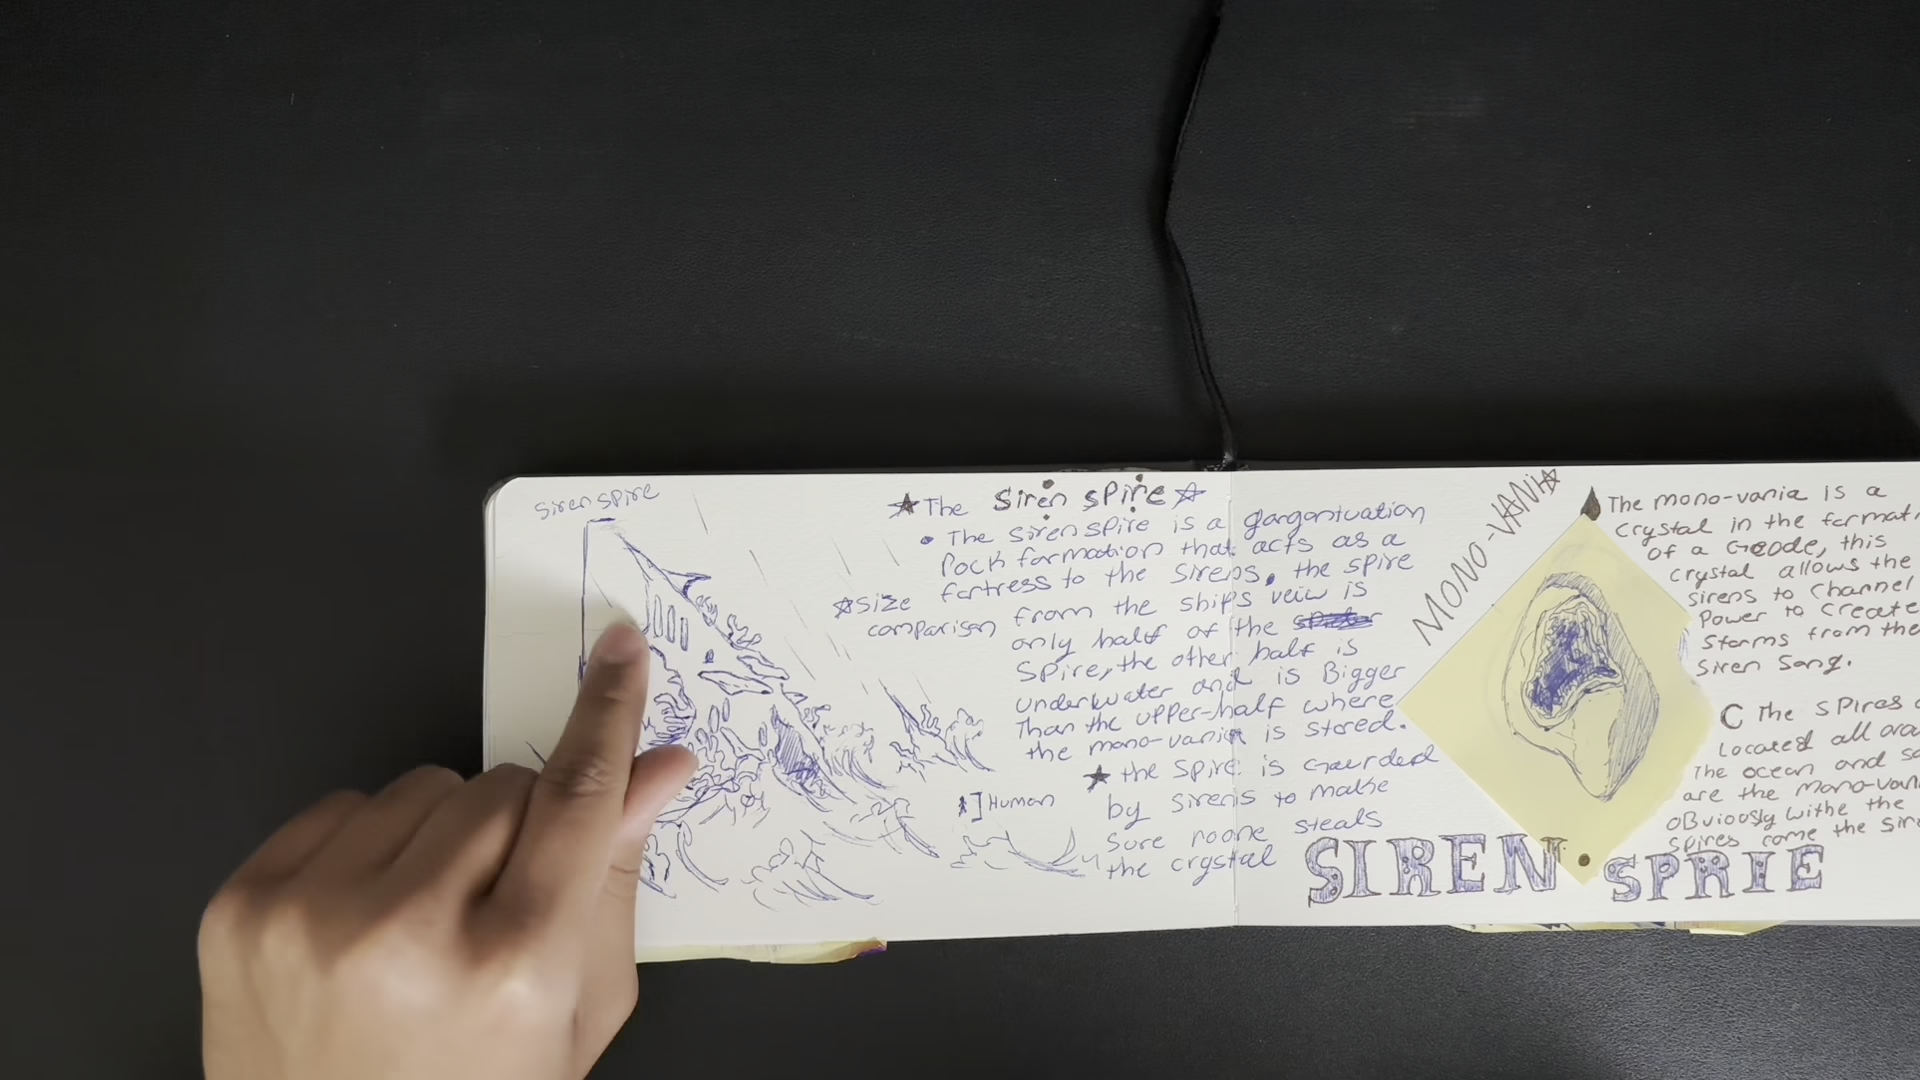 Siren spire
The Siren spire
The siren spire is a gargantuation
Rock formation that acts as a
fortress to the sirens. the spire
from the ships veiw is
only half of the
spire, the other half is
underwater and is Bigger
Than the upper-half where
the mono-vania is stored.
size
comparison
Human
the spire is Gaurded
by sirens to make
sure noone steals
the crystal
MONO-VANIA
The mono-vania is a
crystal in the format
of a Geode, this
crystal allows the
sirens to channel
Power to create
storms from the
Siren Song.
The spires
Located all
The ocean and
are the mono-van
obviously withe the
spires come the
SIREN SPRIE